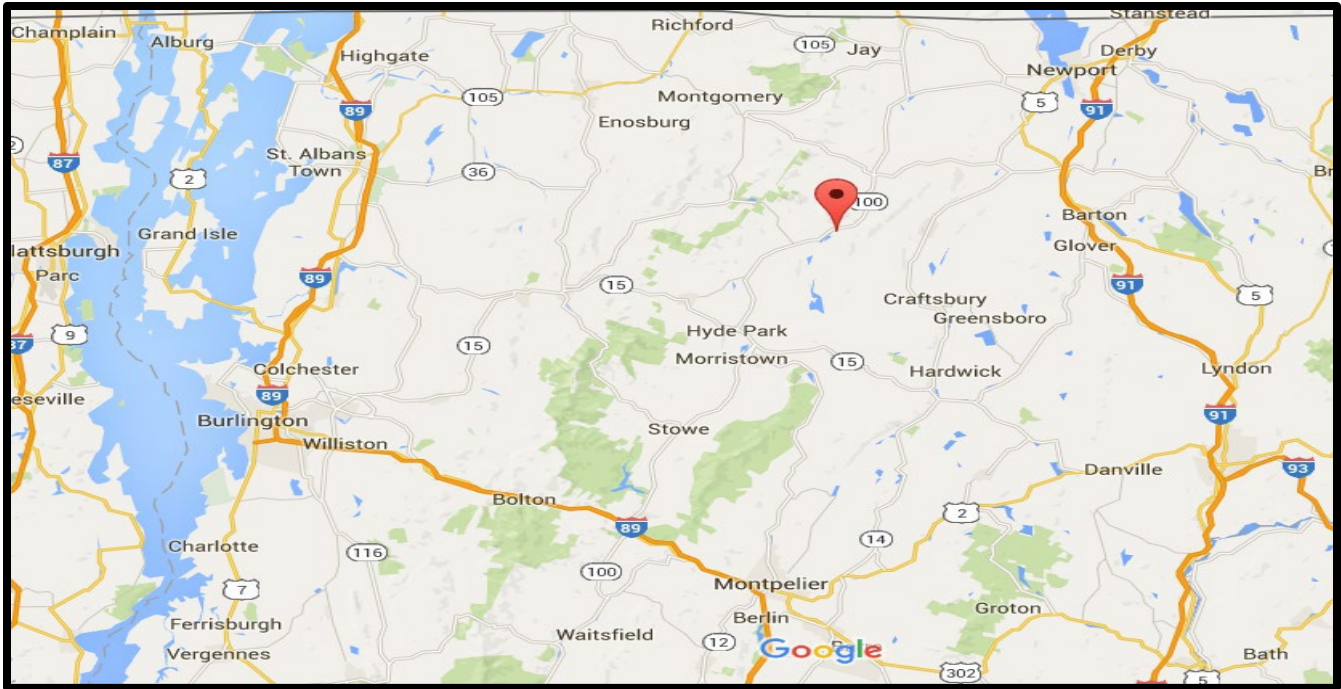 Champlain
Alburg
Highgate
Richford
105
Jay
Stanstead
Derby
Newport
89
105
Montgomery
5
91
Enosburg
87
St. Albans
Town
36
2
100
Barton
Grand Isle
Glover
lattsburgh
Parc
89
15
91
5
Craftsbury
Greensboro
9
Hyde Park
15
Morristown
15
Colchester
Hardwick
Lyndon
eseville
89
91
Burlington
Stowe
Williston
Danville
93
Bolton
89
2
14
Charlotte
116
100
Montpelier
7
Groton
Ferrisburgh
Waitsfield
12
Berlin
Google
Vergennes
302
Bath
5